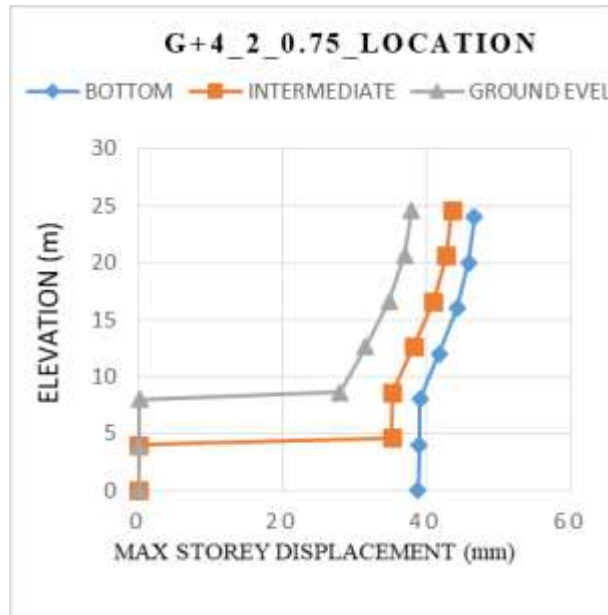 G+4_2_0.75_LOCATION
BOTTOM INTERMEDIATE GROUND EVEL
30
25
20
15
10
5
0
ELEVATION (m)
0 20 40 60
MAX STOREY DISPLACEMENT (mm)